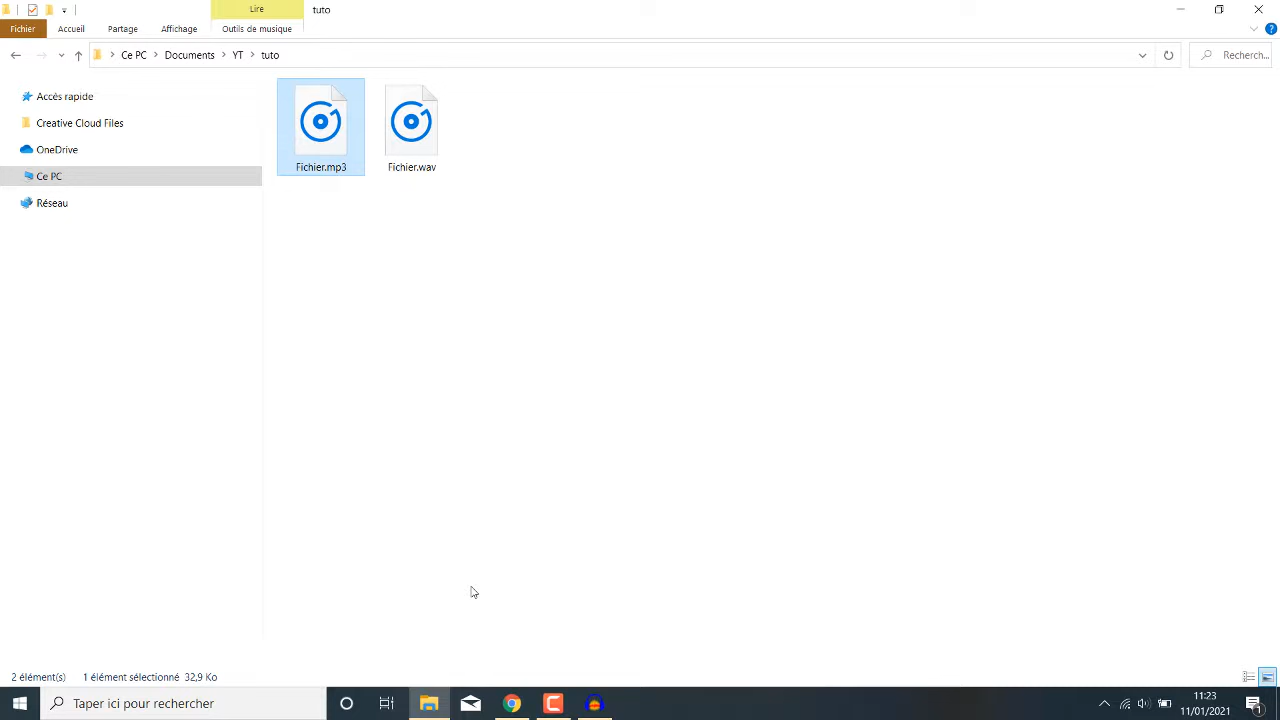 Lire
tuto
Fichier
Accueil
Partage
Affichage
Outils de musique
Ce PC
Documents
YT
tuto
Recherch...
Accès rapide
Creative Cloud Files
OneDrive
Ce PC
Réseau
Fichier.mp3
Fichier.wav
2 élément(s)
1 élément sélectionné 32,9 Ko
Taper ici pour rechercher
11:23
11/01/2021
1